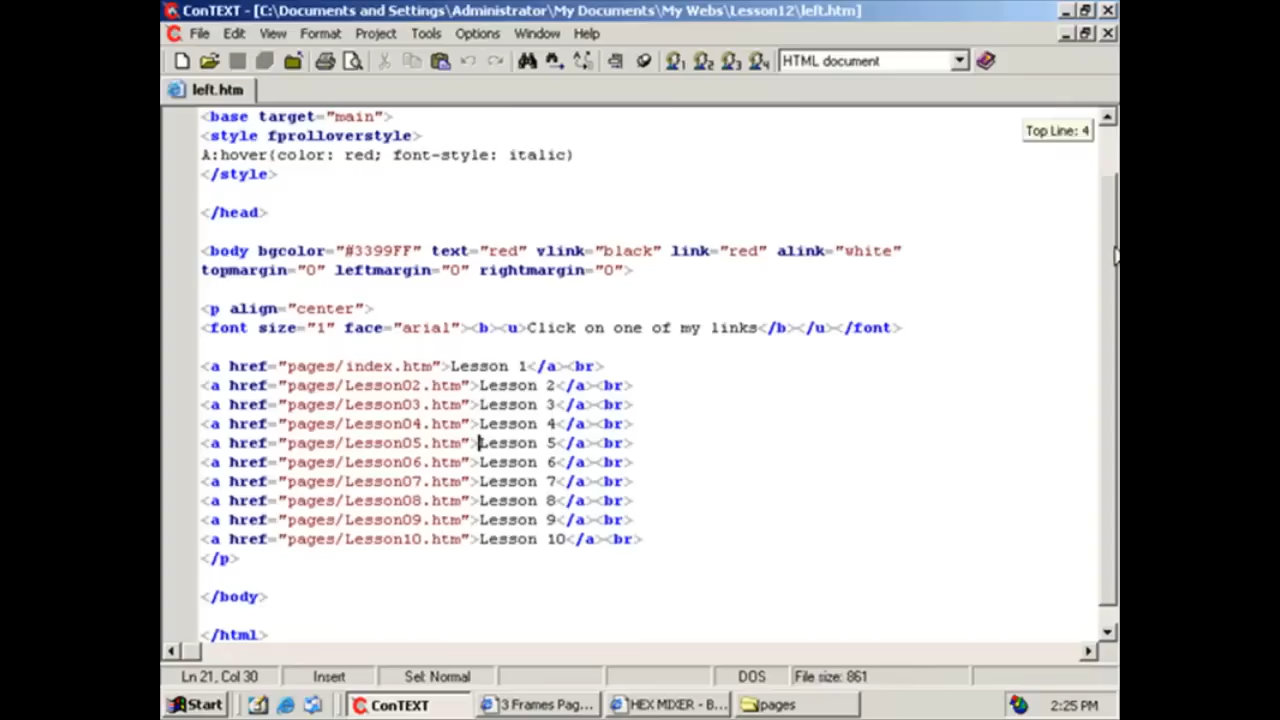 ConTEXT - [C:\Documents and Settings\Administrator\My Documents\My Webs\Lesson12\left.htm]
File Edit View Format Project Tools Options Window Help
HTML document
left.htm
<base target="main">
Top Line: 4
<style fprolloverstyle>
A:hover{color: red; font-style: italic}
</style>
</head>
<body bgcolor="#3399FF" text="red" vlink="black" link="red" alink="white"
topmargin="0" leftmargin="0" rightmargin="0">
<p align="center">
<font size="1" face="arial"><b><u>Click on one of my links</b></u></font>
<a href="pages/index.htm">Lesson 1</a><br>
<a href="pages/Lesson02.htm">Lesson 2</a><br>
<a href="pages/Lesson03.htm">Lesson 3</a><br>
<a href="pages/Lesson04.htm">Lesson 4</a><br>
<a href="pages/Lesson05.htm">Lesson 5</a><br>
<a href="pages/Lesson06.htm">Lesson 6</a><br>
<a href="pages/Lesson07.htm">Lesson 7</a><br>
<a href="pages/Lesson08.htm">Lesson 8</a><br>
<a href="pages/Lesson09.htm">Lesson 9</a><br>
<a href="pages/Lesson10.htm">Lesson 10</a><br>
</p>
</body>
</html>
Ln 21, Col 30 Insert Sel: Normal DOS File size: 861
Start ConTEXT 3 Frames Pag... HEX MIXER - B... pages 2:25 PM